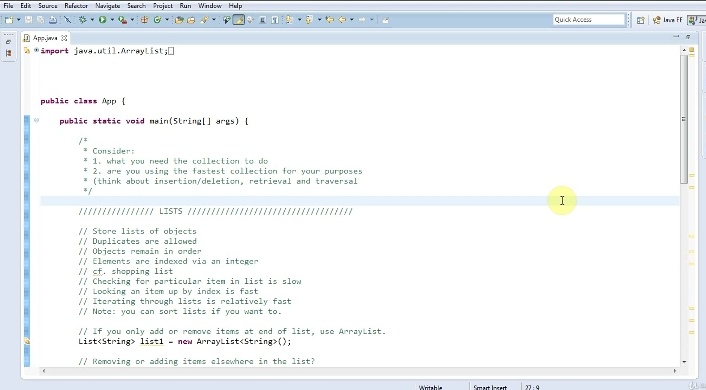 File Edit Source Refactor Navigate Search Project Run Window Help
Quick Access
Java EE
App.java
import java.util.ArrayList;
public class App {
public static void main(String[] args) {
/*
* Consider:
* 1. what you need the collection to do
* 2. are you using the fastest collection for your purposes
* (think about insertion/deletion, retrieval and traversal
*/
//////////////// LISTS ///////////////////////////////////
// Store lists of objects
// Duplicates are allowed
// Objects remain in order
// Elements are indexed via an integer
// cf. shopping list
// Checking for particular item in list is slow
// Looking an item up by index is fast
// Iterating through lists is relatively fast
// Note: you can sort lists if you want to.
// If you only add or remove items at end of list, use ArrayList.
List<String> list1 = new ArrayList<String>();
// Removing or adding items elsewhere in the list?
Writable Smart Insert 27 : 9